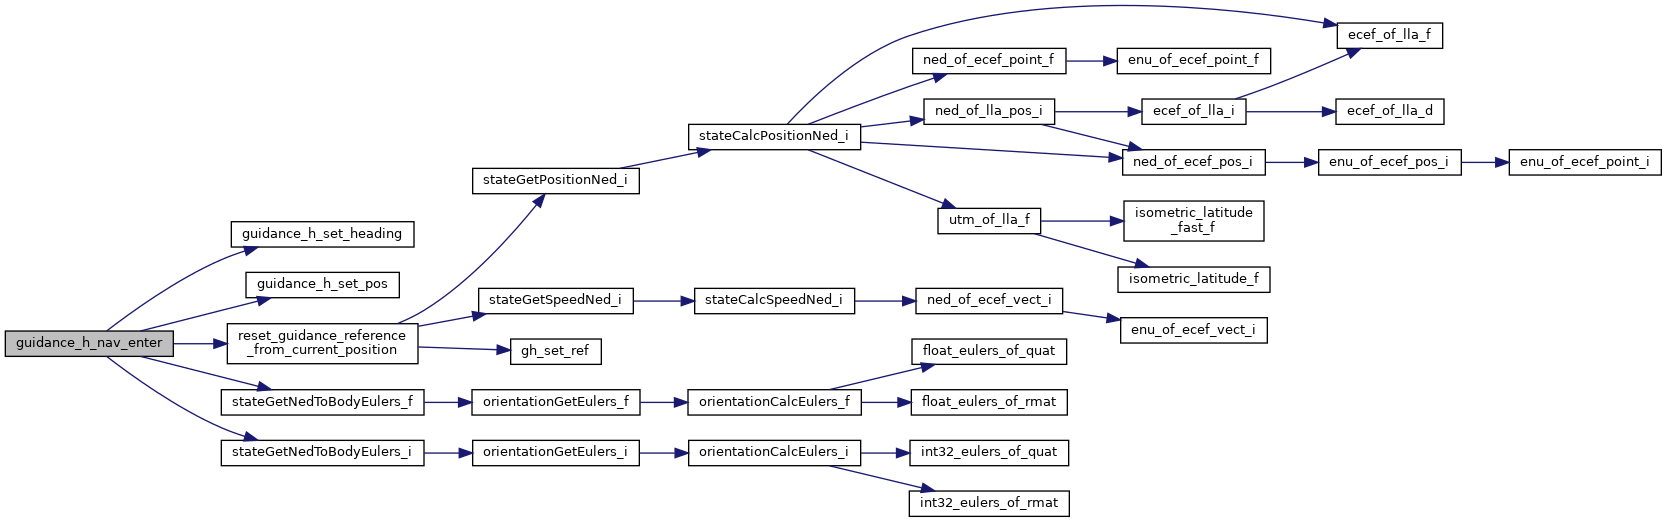 guidance_h_nav_enter
guidance_h_set_heading
guidance_h_set_pos
reset_guidance_reference
_from_current_position
stateGetNedToBodyEulers_f
stateGetNedToBodyEulers_i
stateGetPositionNed_i
stateGetSpeedNed_i
gh_set_ref
orientationGetEulers_f
orientationGetEulers_i
stateCalcPositionNed_i
stateCalcSpeedNed_i
orientationCalcEulers_f
orientationCalcEulers_i
ned_of_ecef_point_f
ned_of_lla_pos_i
utm_of_lla_f
ned_of_ecef_vect_i
float_eulers_of_quat
float_eulers_of_rmat
int32_eulers_of_quat
int32_eulers_of_rmat
enu_of_ecef_point_f
ecef_of_lla_i
ned_of_ecef_pos_i
isometric_latitude
_fast_f
isometric_latitude_f
enu_of_ecef_vect_i
ecef_of_lla_f
ecef_of_lla_d
enu_of_ecef_pos_i
enu_of_ecef_point_i